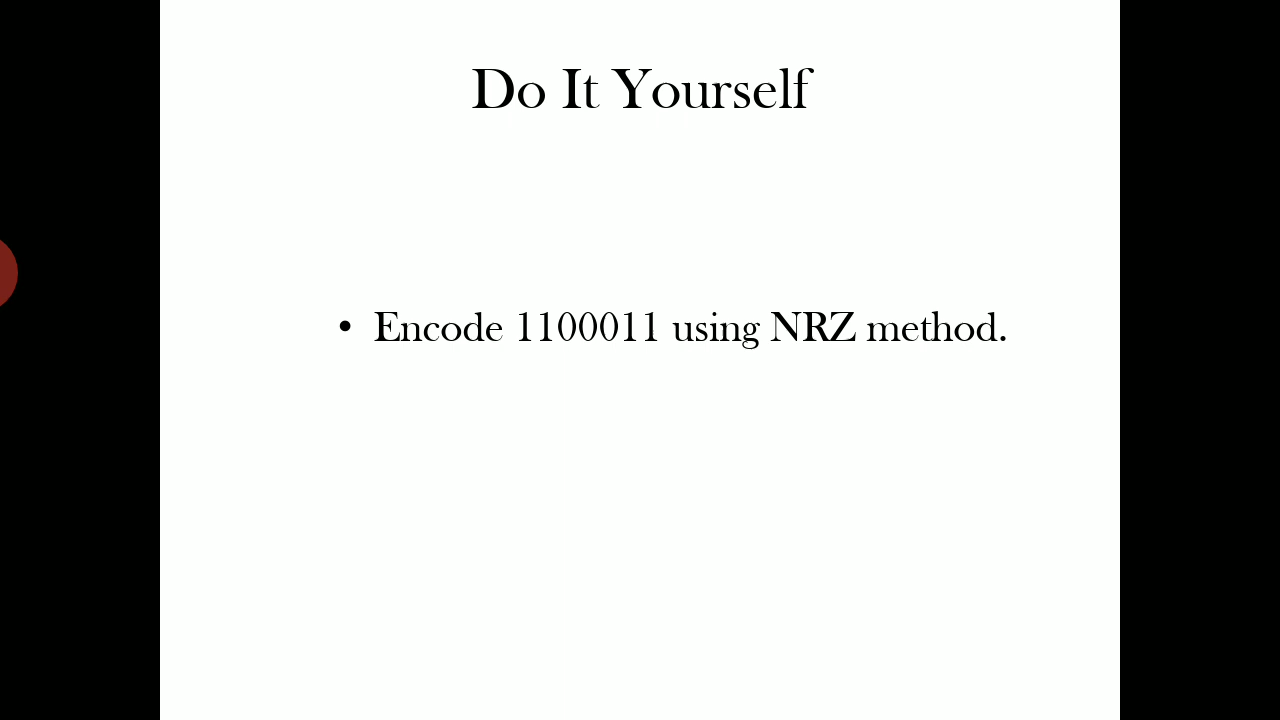 Do It Yourself
• Encode 1100011 using NRZ method.